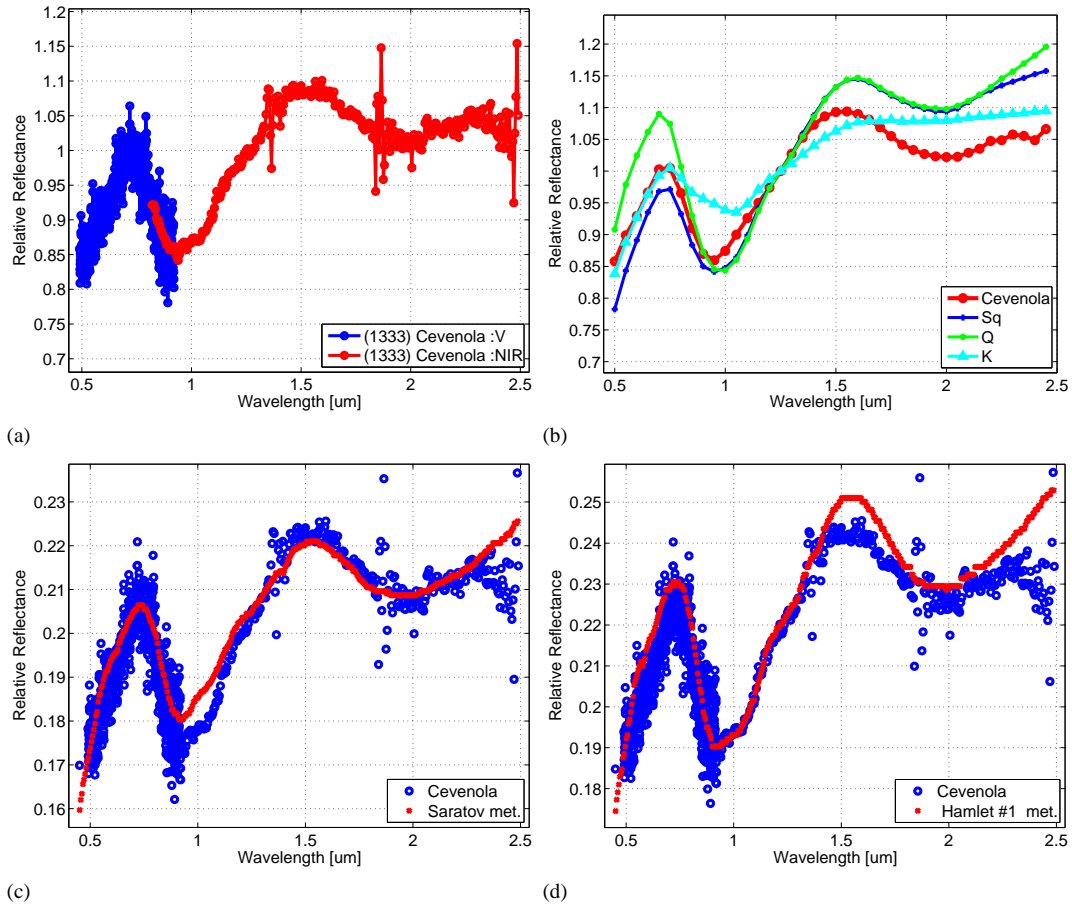 1.2
1.15
1.1
1.05
1
0.95
0.9
0.85
0.8
0.75
0.7
Relative Reflectance
0.5 1 1.5 2 2.5
Wavelength [um]
(1333) Cevenola :V
(1333) Cevenola :NIR
(a)
1.2
1.15
1.1
1.05
1
0.95
0.9
0.85
0.8
0.75
0.7
Relative Reflectance
0.5 1 1.5 2 2.5
Wavelength [um]
Cevenola
Sq
Q
K
(b)
0.23
0.22
0.21
0.2
0.19
0.18
0.17
0.16
Relative Reflectance
0.5 1 1.5 2 2.5
Wavelength [um]
Cevenola
Saratov met.
(c)
0.25
0.24
0.23
0.22
0.21
0.2
0.19
0.18
Relative Reflectance
0.5 1 1.5 2 2.5
Wavelength [um]
Cevenola
Hamlet #1 met.
(d)